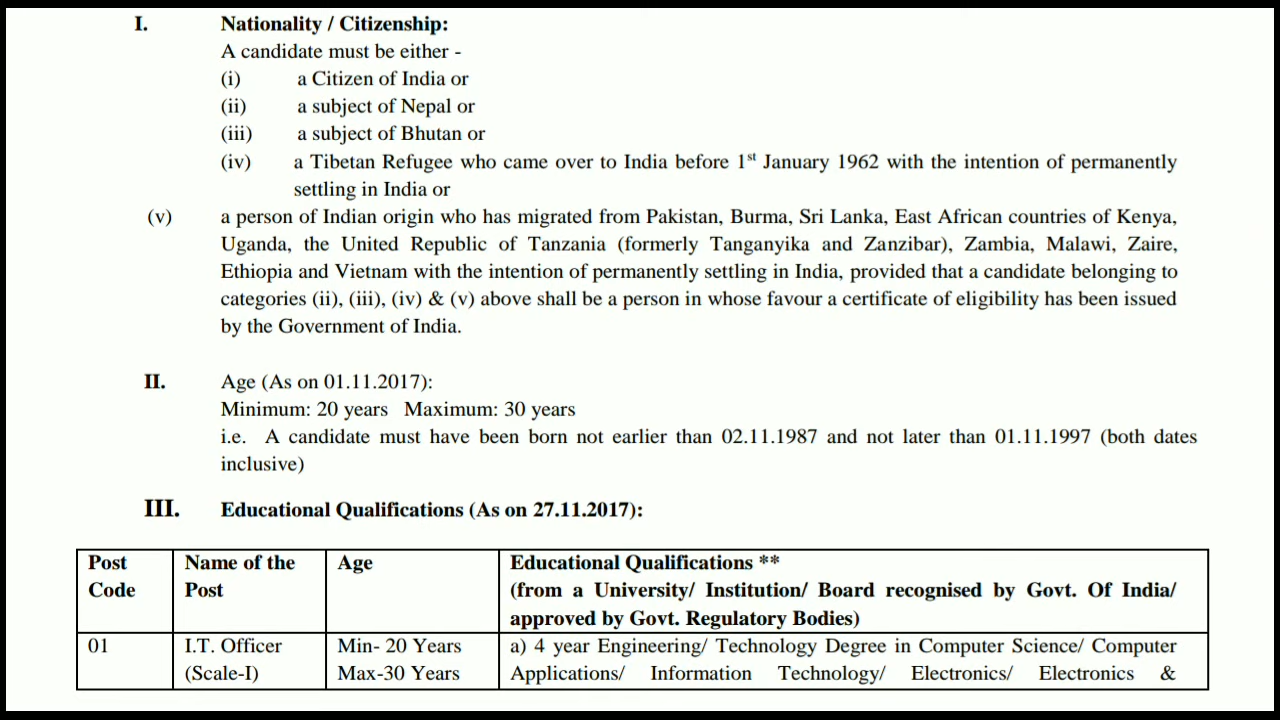 I. Nationality / Citizenship:
A candidate must be either -
(i) a Citizen of India or
(ii) a subject of Nepal or
(iii) a subject of Bhutan or
(iv) a Tibetan Refugee who came over to India before 1st January 1962 with the intention of permanently
settling in India or
(v) a person of Indian origin who has migrated from Pakistan, Burma, Sri Lanka, East African countries of Kenya,
Uganda, the United Republic of Tanzania (formerly Tanganyika and Zanzibar), Zambia, Malawi, Zaire,
Ethiopia and Vietnam with the intention of permanently settling in India, provided that a candidate belonging to
categories (ii), (iii), (iv) & (v) above shall be a person in whose favour a certificate of eligibility has been issued
by the Government of India.
II. Age (As on 01.11.2017):
Minimum: 20 years Maximum: 30 years
i.e. A candidate must have been born not earlier than 02.11.1987 and not later than 01.11.1997 (both dates
inclusive)
III. Educational Qualifications (As on 27.11.2017):
Post
Code
Name of the
Post
Age
Educational Qualifications **
(from a University/ Institution/ Board recognised by Govt. Of India/
approved by Govt. Regulatory Bodies)
01
I.T. Officer
(Scale-I)
Min- 20 Years
Max-30 Years
a) 4 year Engineering/ Technology Degree in Computer Science/ Computer
Applications/ Information Technology/ Electronics/ Electronics &